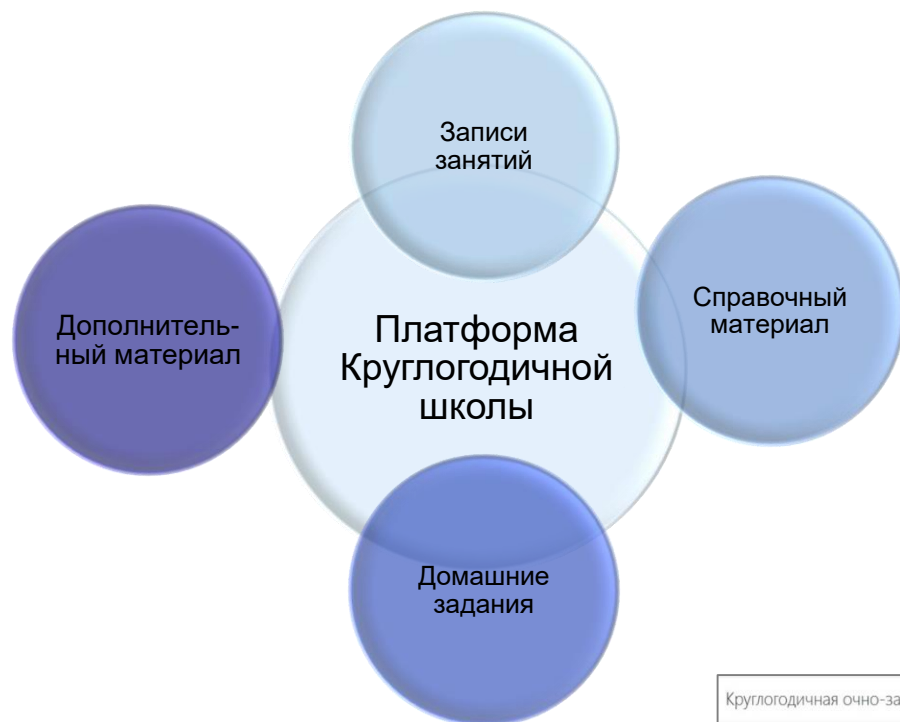 Записи
занятий
Справочный
материал
Дополнитель-
ный материал
Платформа
Круглогодичной
школы
Домашние
задания
Круглогодичная очно-за